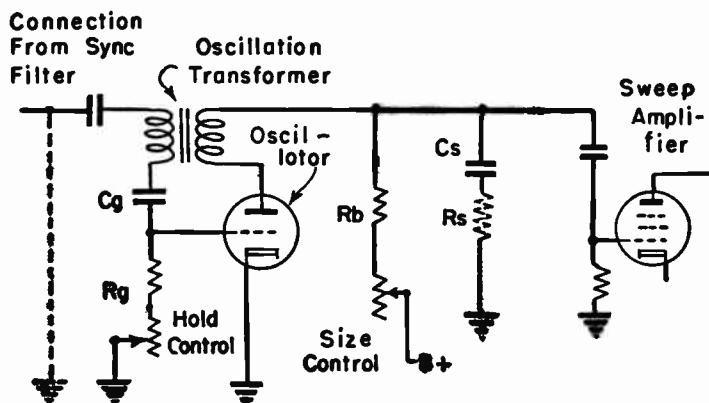 Connection
From Sync
Filter
Oscillation
Transformer
Oscil-
lotor
Sweep
Ampli-
fier
Cg
Cs
Rb
Rs
Rg
Hold
Control
Size
Control
B+